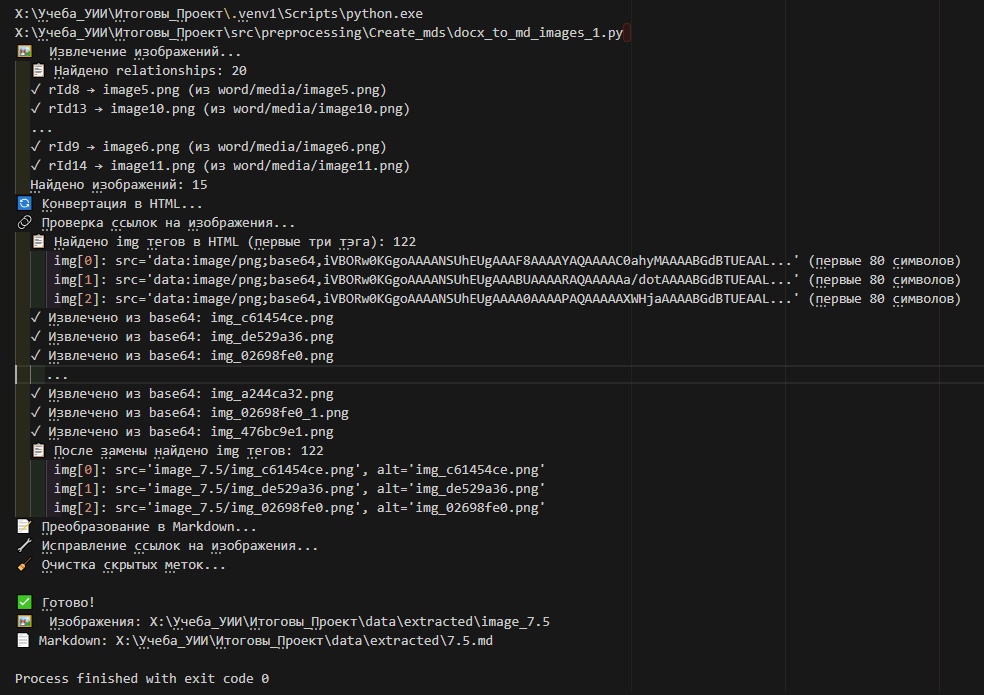 X:\Учеба_УИИ\Итоговы_Проект\.venv1\Scripts\python.exe
X:\Учеба_УИИ\Итоговы_Проект\src\preprocessing\Create_mds\docx_to_md_images_1.py
🖼️ Извлечение изображений...
📋 Найдено relationships: 20
✓ rId8 → image5.png (из word/media/image5.png)
✓ rId13 → image10.png (из word/media/image10.png)
...
✓ rId9 → image6.png (из word/media/image6.png)
✓ rId14 → image11.png (из word/media/image11.png)
Найдено изображений: 15
🔄 Конвертация в HTML...
🔗 Проверка ссылок на изображения...
📋 Найдено img тегов в HTML (первые три тэга): 122
img[0]: src='data:image/png;base64,iVBORw0KGgoAAAANSUhEUgAAAF8AAAAYAQAAAAC0ahyMAAAABGdBTUEAAL...' (первые 80 символов)
img[1]: src='data:image/png;base64,iVBORw0KGgoAAAANSUhEUgAAABUAAAARAQAAAAAa/dotAAAABGdBTUEAAL...' (первые 80 символов)
img[2]: src='data:image/png;base64,iVBORw0KGgoAAAANSUhEUgAAAA0AAAAPAQAAAAAXWHjaAAAABGdBTUEAAL...' (первые 80 символов)
✓ Извлечено из base64: img_c61454ce.png
✓ Извлечено из base64: img_de529a36.png
✓ Извлечено из base64: img_02698fe0.png
...
✓ Извлечено из base64: img_a244ca32.png
✓ Извлечено из base64: img_02698fe0_1.png
✓ Извлечено из base64: img_476bc9e1.png
📋 После замены найдено img тегов: 122
img[0]: src='image_7.5/img_c61454ce.png', alt='img_c61454ce.png'
img[1]: src='image_7.5/img_de529a36.png', alt='img_de529a36.png'
img[2]: src='image_7.5/img_02698fe0.png', alt='img_02698fe0.png'
📝 Преобразование в Markdown...
🔧 Исправление ссылок на изображения...
🧹 Очистка скрытых меток...
✅ Готово!
🖼️ Изображения: X:\Учеба_УИИ\Итоговы_Проект\data\extracted\image_7.5
📄 Markdown: X:\Учеба_УИИ\Итоговы_Проект\data\extracted\7.5.md
Process finished with exit code 0